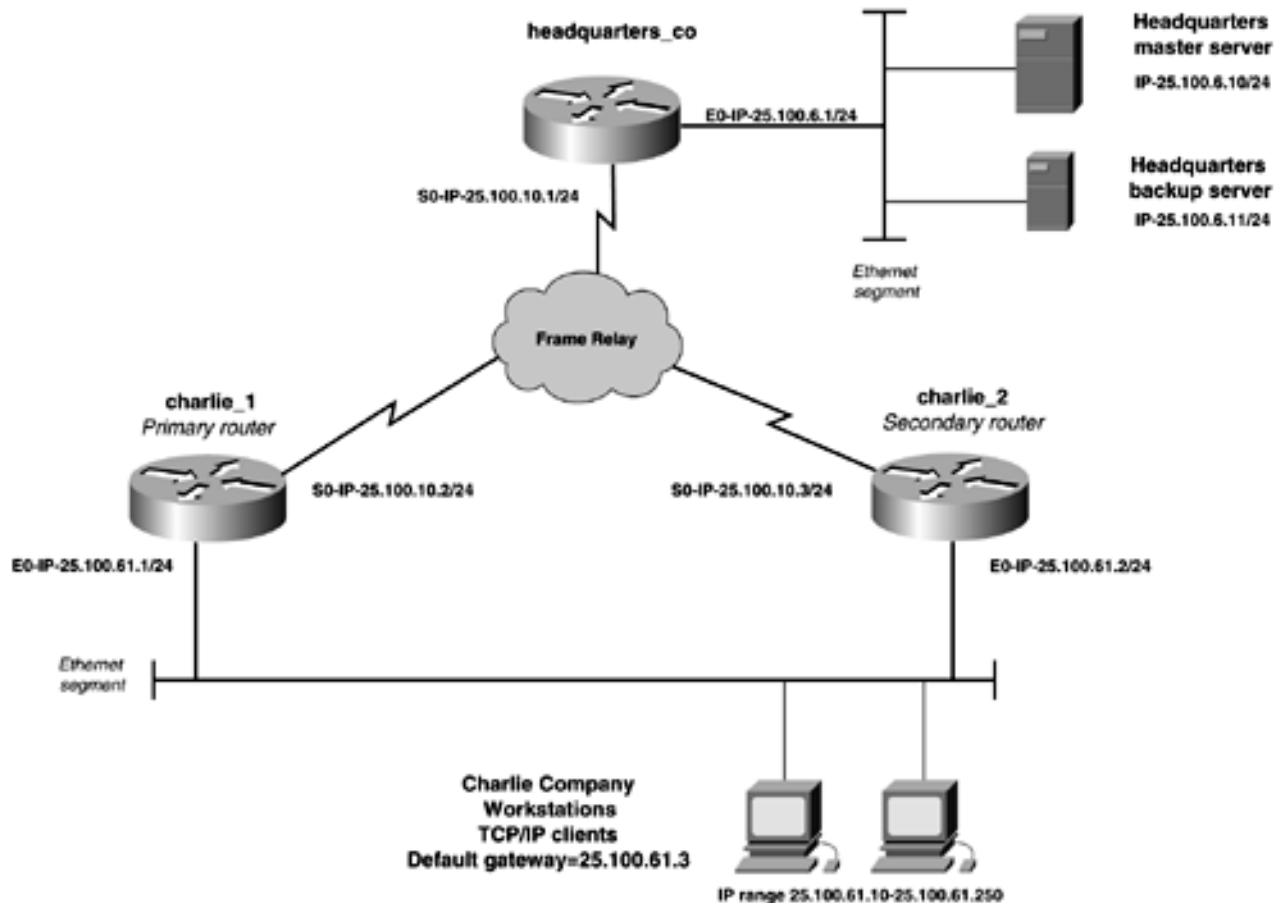 headquarters_co
Headquarters
master server
IP-25.100.6.10/24
E0-IP-25.100.6.1/24
Headquarters
backup server
IP-25.100.6.11/24
S0-IP-25.100.10.1/24
Ethernet
segment
Frame Relay
charlie_1
Primary router
charlie_2
Secondary router
S0-IP-25.100.10.2/24
S0-IP-25.100.10.3/24
E0-IP-25.100.61.1/24
E0-IP-25.100.61.2/24
Ethernet
segment
Charlie Company
Workstations
TCP/IP clients
Default gateway=25.100.61.3
IP range 25.100.61.10-25.100.61.250